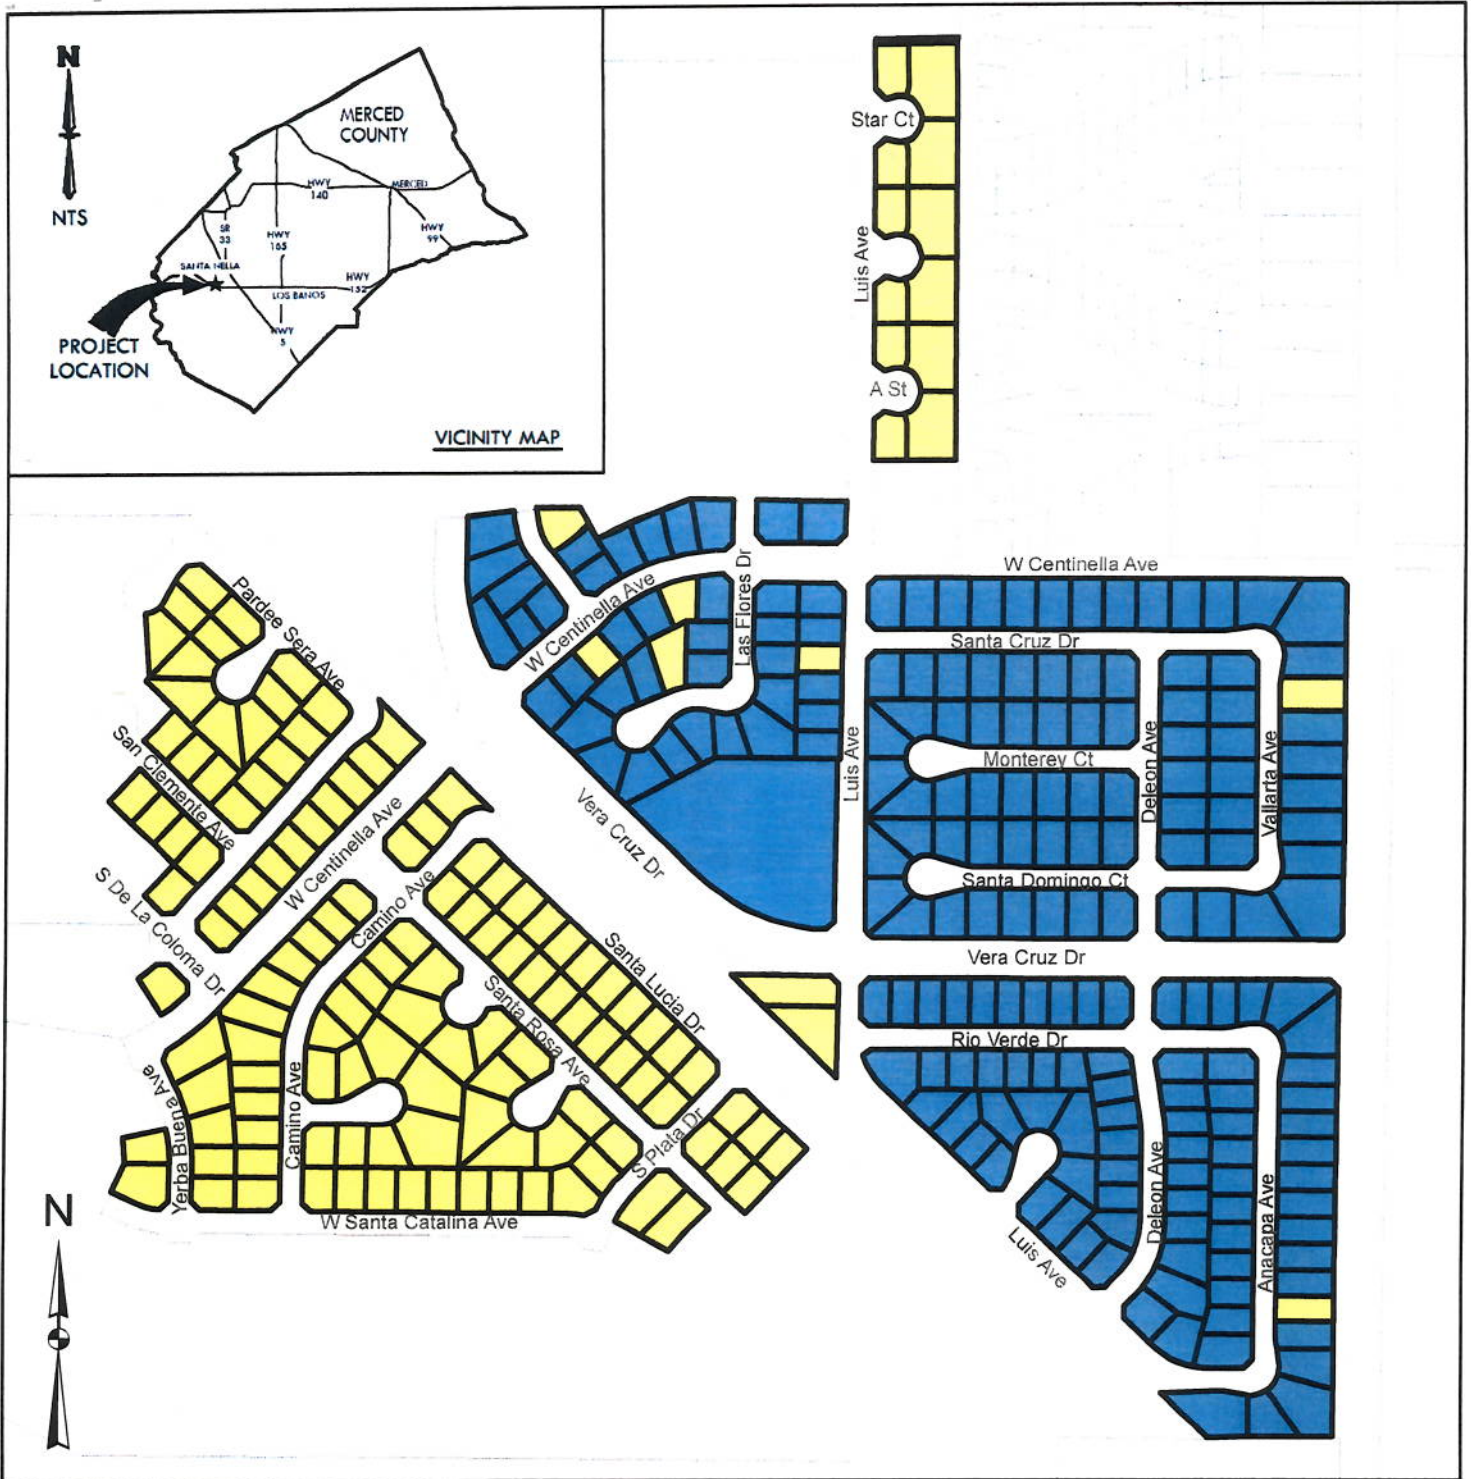 N
NTS
MERCED
COUNTY
HWY
140
MERCED
SR
33
HWY
165
HWY
99
SANTA NELLA
HWY
152
LOS BANOS
HWY
5
PROJECT
LOCATION
VICINITY MAP
Star Ct
Luis Ave
A St
W Centinella Ave
Santa Cruz Dr
Las Flores Dr
W Centinella Ave
Pardee Sera Ave
San Clemente Ave
S De La Coloma Dr
W Centinella Ave
Camino Ave
Vera Cruz Dr
Luis Ave
Monterey Ct
Deleon Ave
Vallarta Ave
Santa Domingo Ct
Vera Cruz Dr
Santa Lucia Dr
Santa Rosa Ave
Rio Verde Dr
Yerba Buena Ave
Camino Ave
S Plata Dr
W Santa Catalina Ave
Luis Ave
Deleon Ave
Anacapa Ave
N